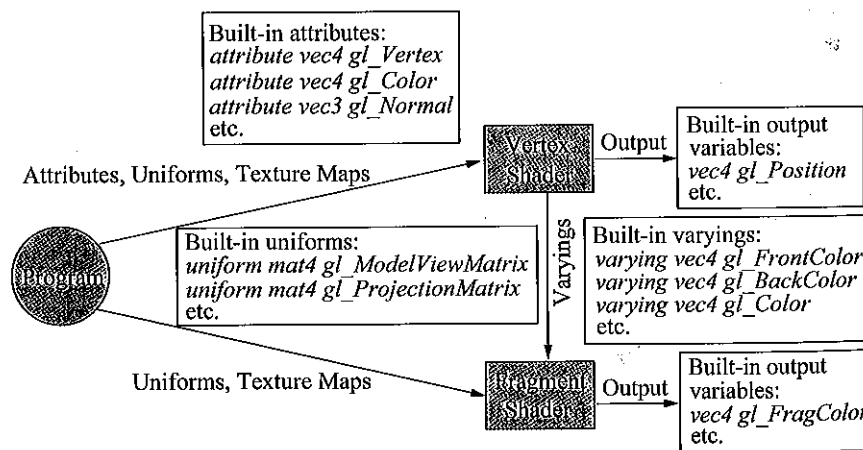 Built-in attributes:
attribute vec4 gl_Vertex
attribute vec4 gl_Color
attribute vec3 gl_Normal
etc.
Attributes, Uniforms, Texture Maps
Vertex
Shader
Output
Built-in output
variables:
vec4 gl_Position
etc.
Program
Built-in uniforms:
uniform mat4 gl_ModelViewMatrix
uniform mat4 gl_ProjectionMatrix
etc.
Varyings
Built-in varyings:
varying vec4 gl_FrontColor
varying vec4 gl_BackColor
varying vec4 gl_Color
etc.
Uniforms, Texture Maps
Fragment
Shader
Output
Built-in output
variables:
vec4 gl_FragColor
etc.